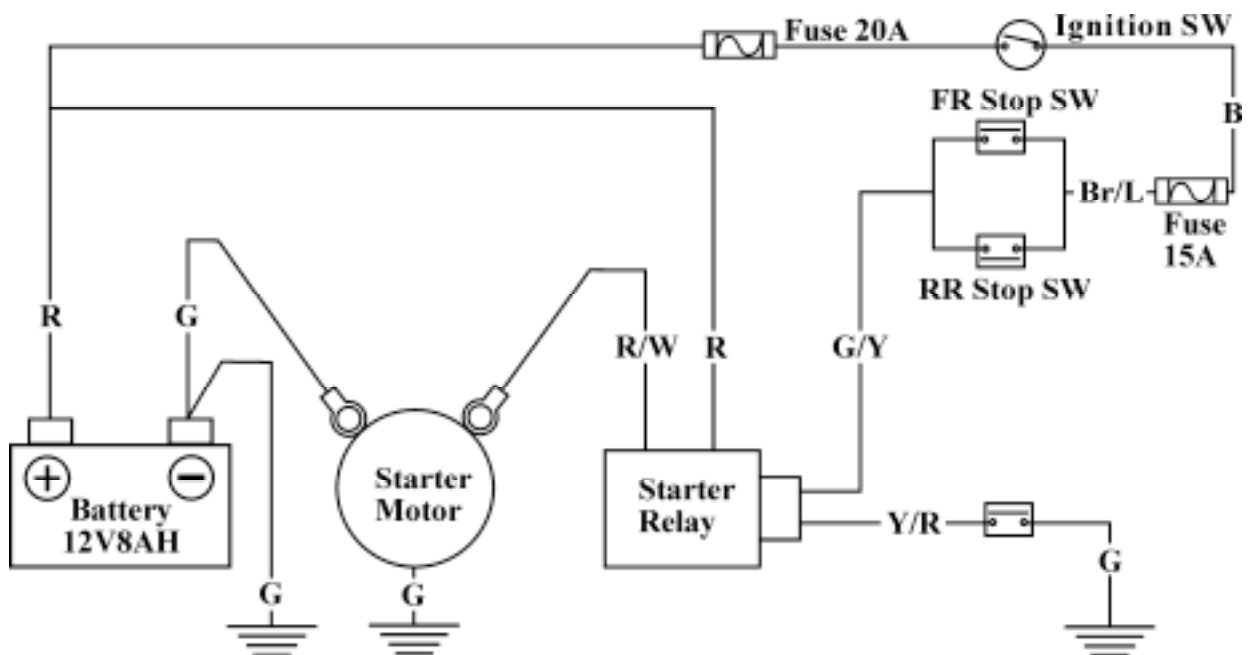 Fuse 20A
Ignition SW
FR Stop SW
B
Br/L
Fuse
15A
RR Stop SW
R
G
R/W
R
G/Y
+
−
Battery
12V8AH
Starter
Motor
Starter
Relay
Y/R
G
G
G